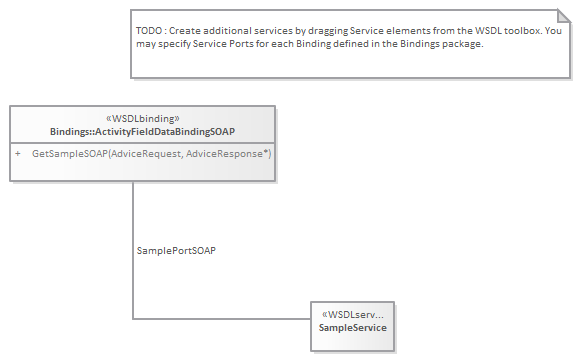 TODO : Create additional services by dragging Service elements from the WSDL toolbox. You
may specify Service Ports for each Binding defined in the Bindings package.
«WSDLbinding»
Bindings::ActivityFieldDataBindingSOAP
+ GetSampleSOAP(AdviceRequest, AdviceResponse*)
SamplePortSOAP
«WSDLserv...
SampleService